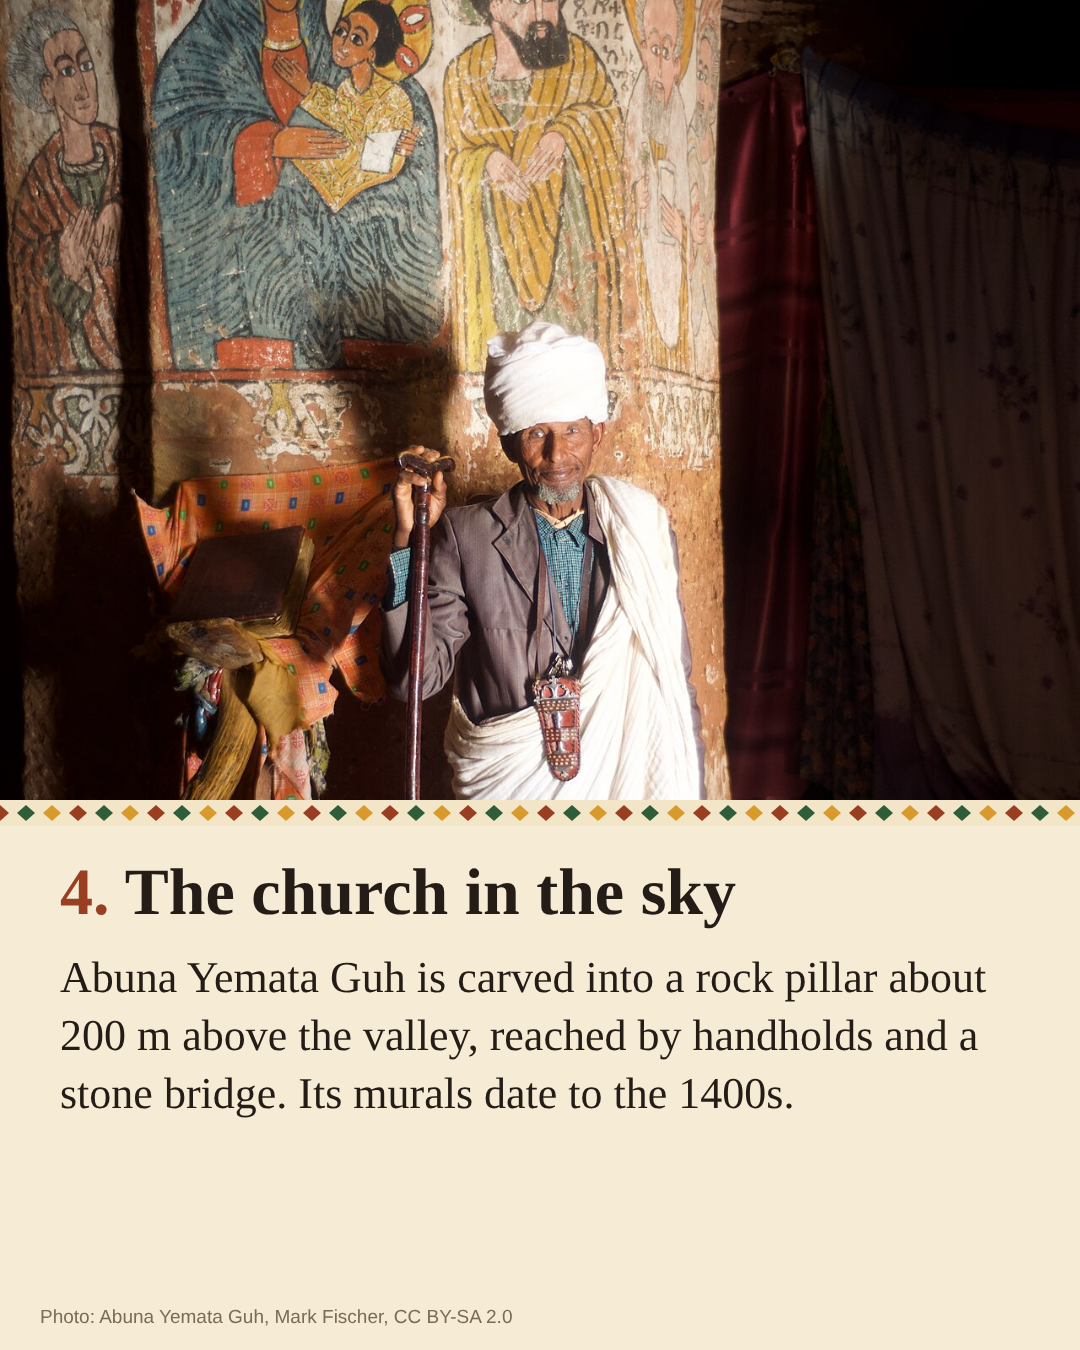 4. The church in the sky
Abuna Yemata Guh is carved into a rock pillar about
200 m above the valley, reached by handholds and a
stone bridge. Its murals date to the 1400s.
Photo: Abuna Yemata Guh, Mark Fischer, CC BY-SA 2.0